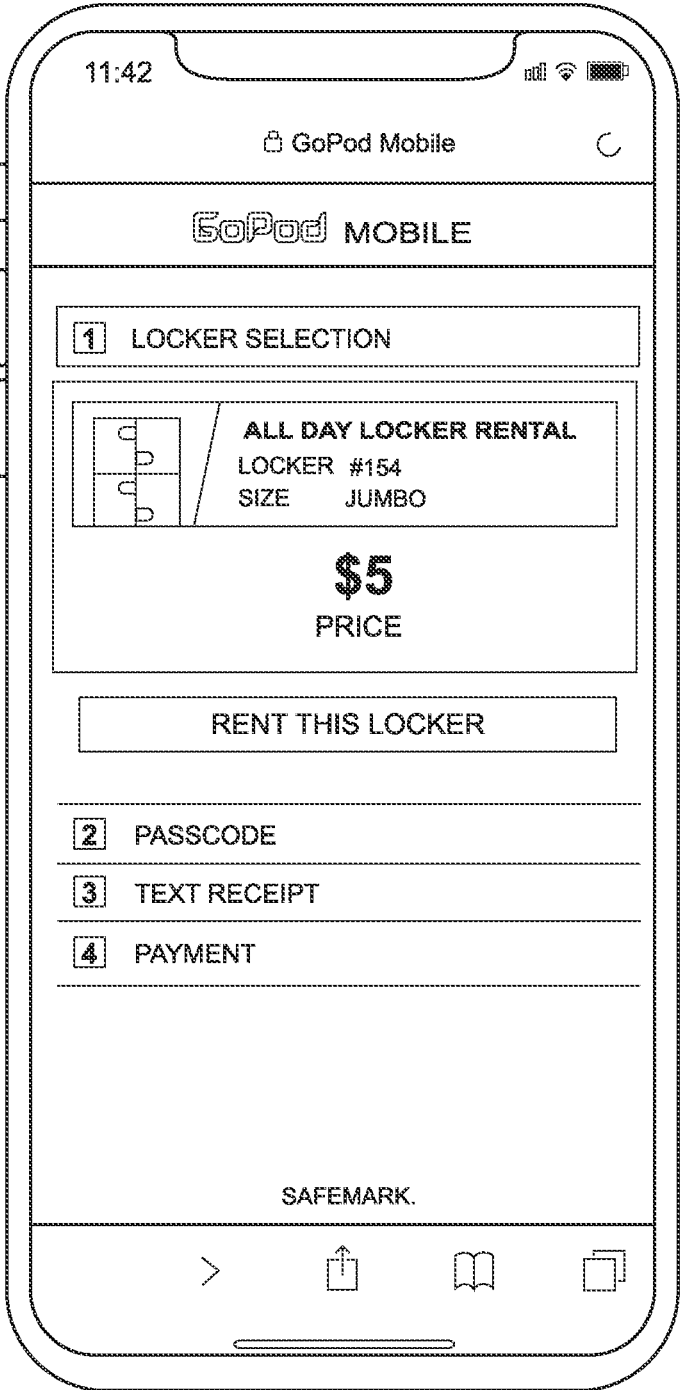 11:42
GoPod Mobile
GoPod MOBILE
1 LOCKER SELECTION
ALL DAY LOCKER RENTAL
LOCKER #154
SIZE JUMBO
$5
PRICE
RENT THIS LOCKER
2 PASSCODE
3 TEXT RECEIPT
4 PAYMENT
SAFEMARK.